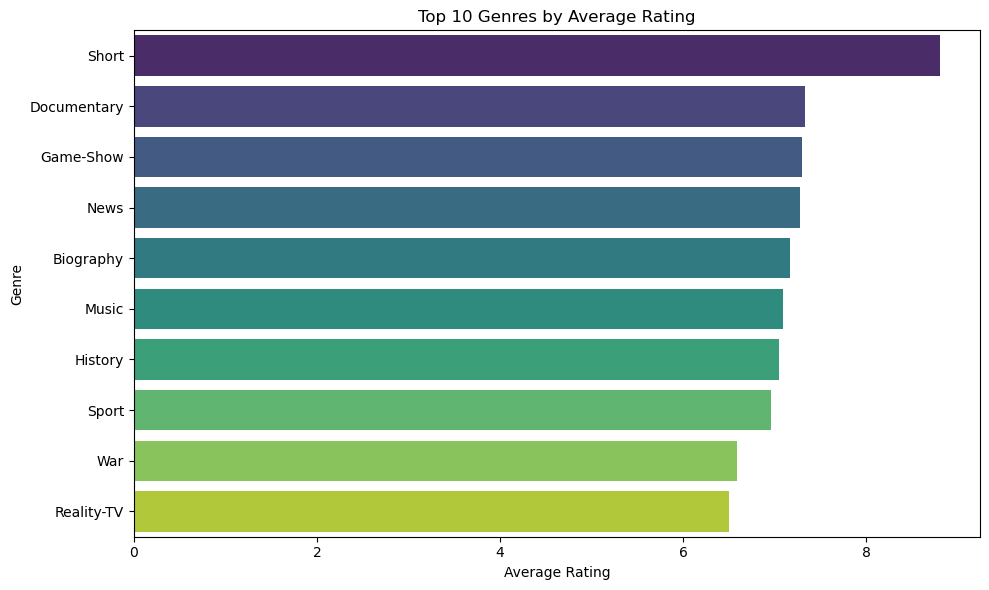 Top 10 Genres by Average Rating
Genre
Short
Documentary
Game-Show
News
Biography
Music
History
Sport
War
Reality-TV
0 2 4 6 8
Average Rating